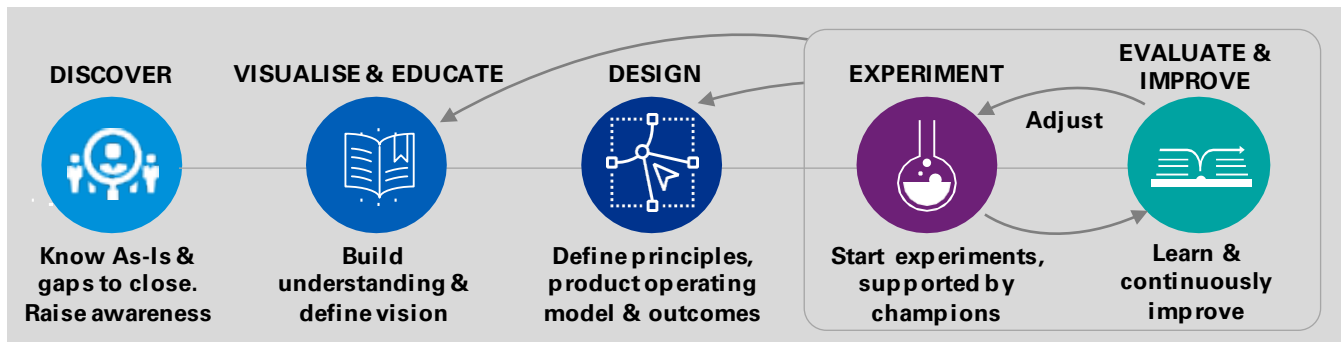 DISCOVER
Know As-Is &
gaps to close.
Raise awareness
VISUALISE & EDUCATE
Build
understanding &
define vision
DESIGN
Define principles,
product operating
model & outcomes
EXPERIMENT
Start experiments,
supported by
champions
Adjust
EVALUATE &
IMPROVE
Learn &
continuously
improve